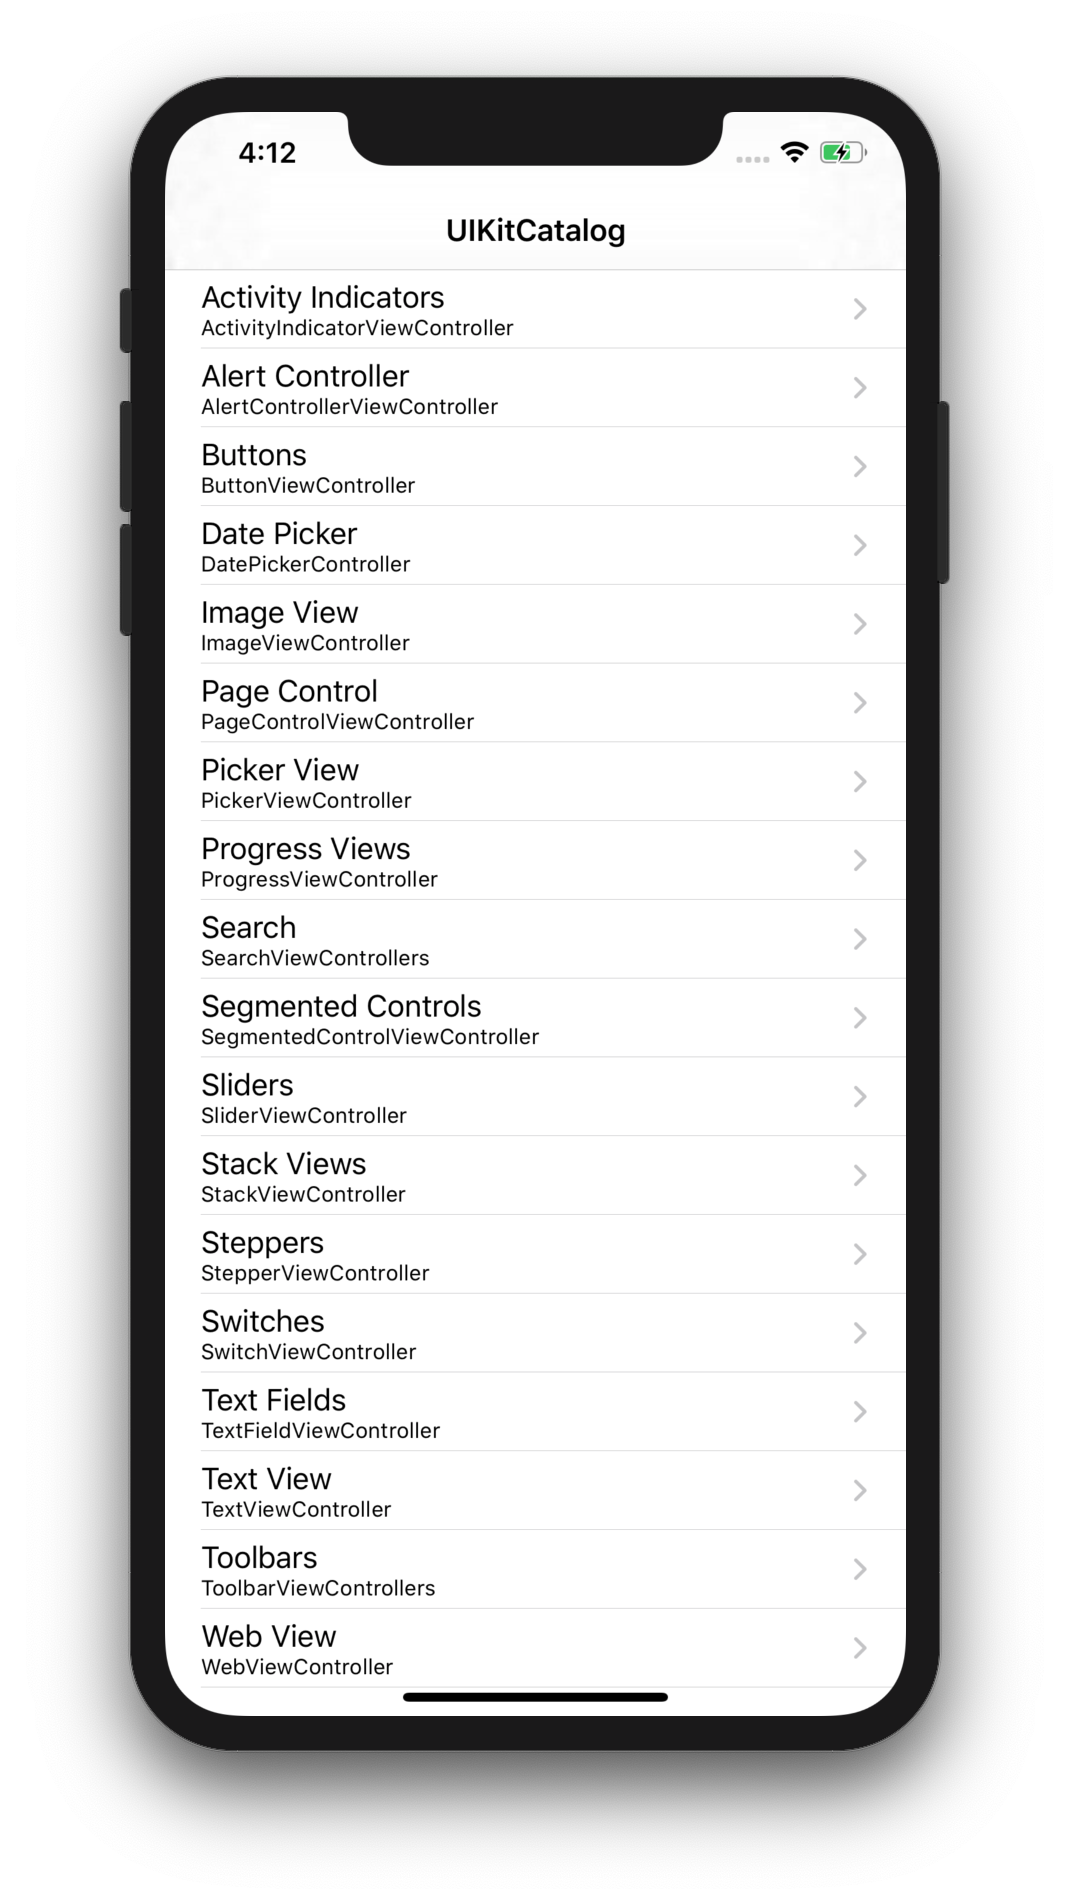 4:12
UIKitCatalog
Activity Indicators
ActivityIndicatorViewController
Alert Controller
AlertControllerViewController
Buttons
ButtonViewController
Date Picker
DatePickerController
Image View
ImageViewController
Page Control
PageControlViewController
Picker View
PickerViewController
Progress Views
ProgressViewController
Search
SearchViewControllers
Segmented Controls
SegmentedControlViewController
Sliders
SliderViewController
Stack Views
StackViewController
Steppers
StepperViewController
Switches
SwitchViewController
Text Fields
TextFieldViewController
Text View
TextViewController
Toolbars
ToolbarViewControllers
Web View
WebViewController